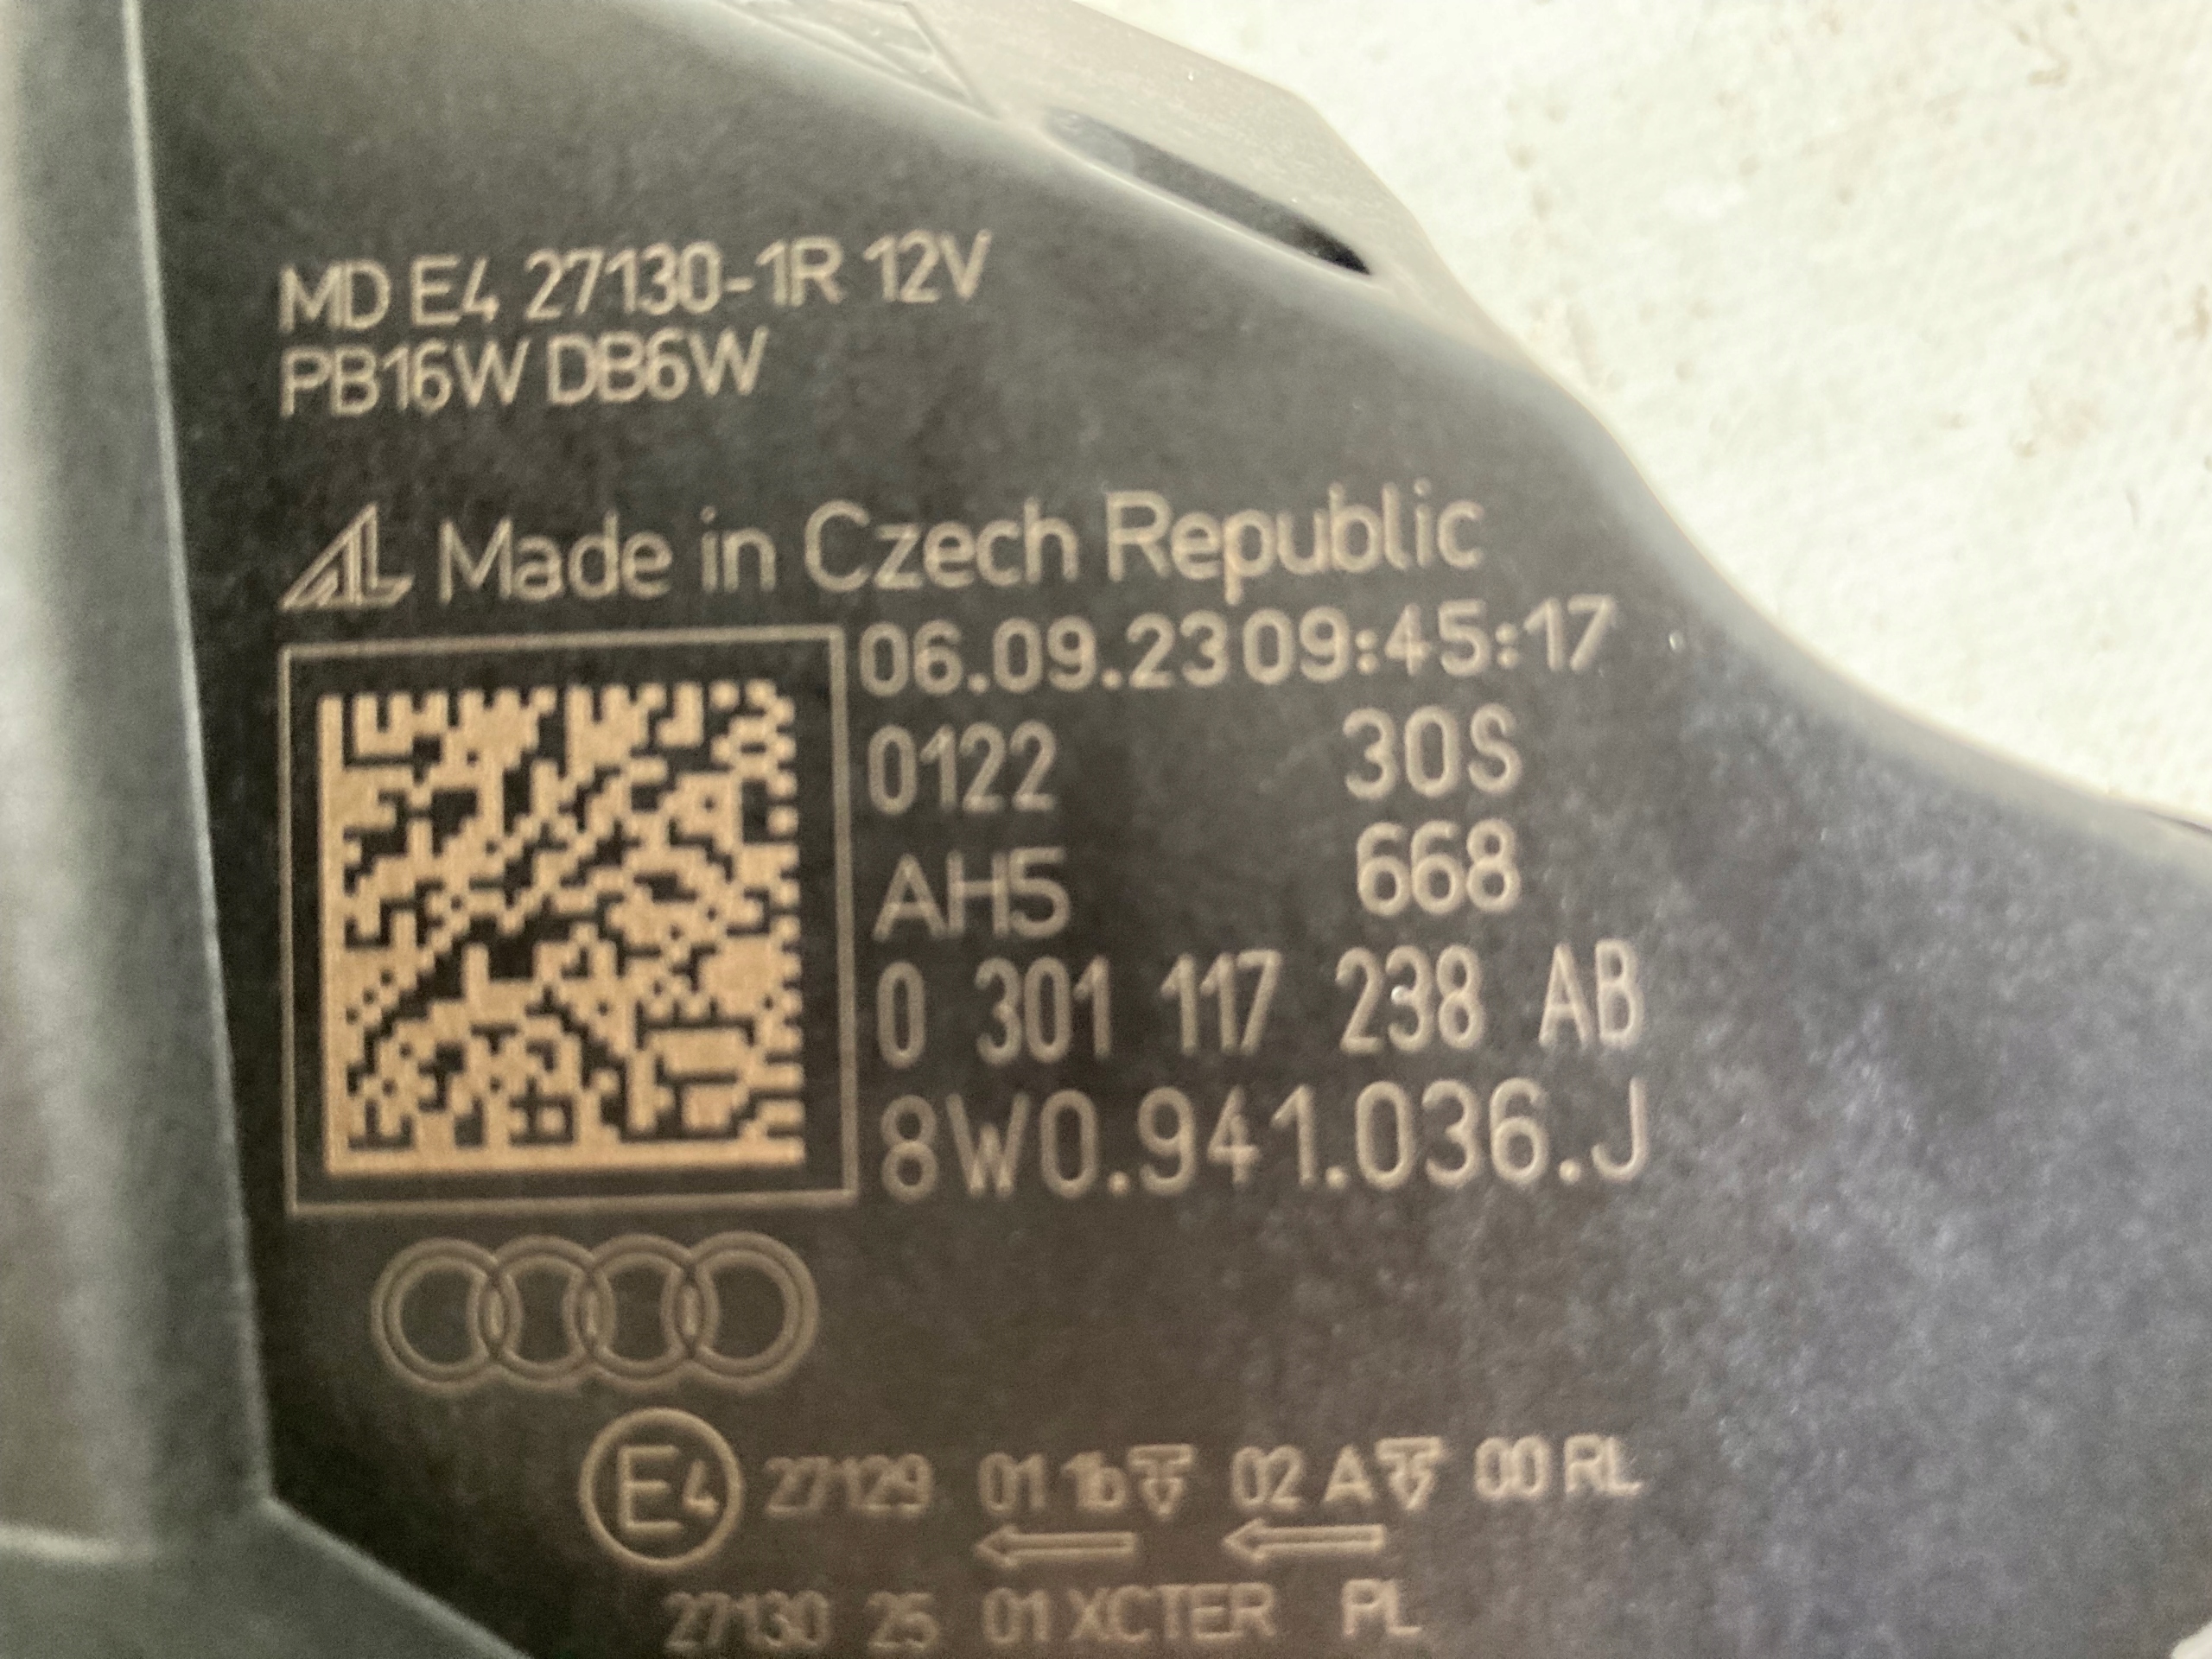 MD E4 27130-1R 12V
PB16W DB6W
AL Made in Czech Republic
06.09.23 09:45:17
0122 30S
AH5 668
0 301 117 238 AB
8W0.941.036.J
E4 27129 01 1b 02 A 00 RL
27130 25 01 XCTER PL